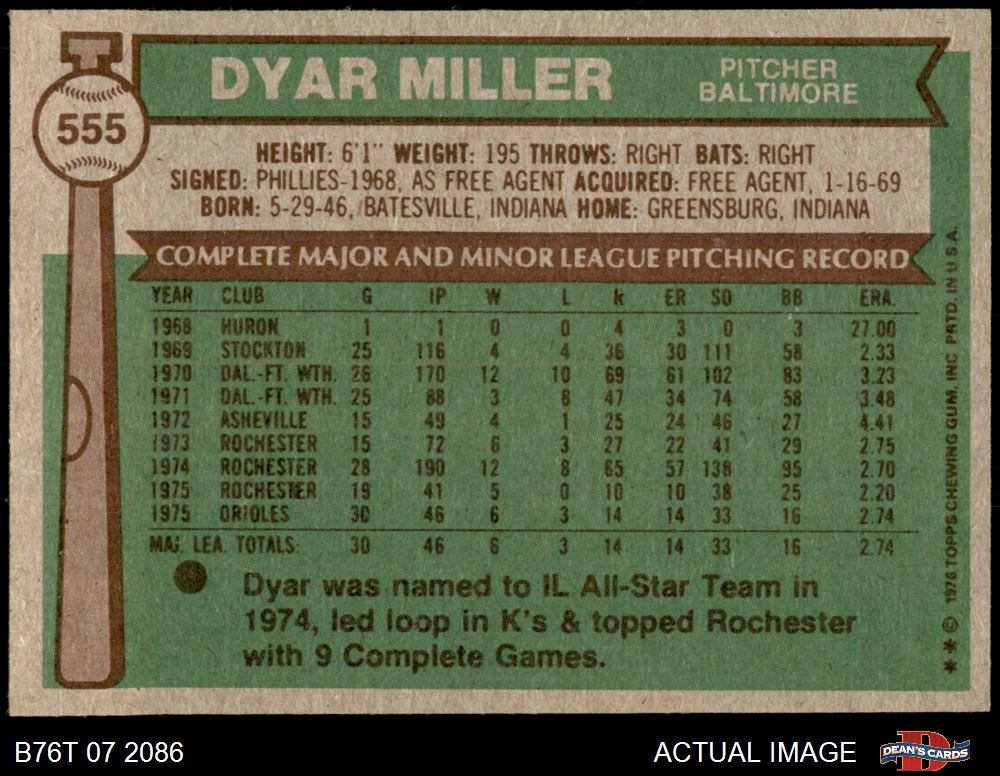 DYAR MILLER
PITCHER
BALTIMORE
555
HEIGHT: 6'1" WEIGHT: 195 THROWS: RIGHT BATS: RIGHT
SIGNED: PHILLIES-1968, AS FREE AGENT ACQUIRED: FREE AGENT, 1-16-69
BORN: 5-29-46, BATESVILLE, INDIANA HOME: GREENSBURG, INDIANA
COMPLETE MAJOR AND MINOR LEAGUE PITCHING RECORD
YEAR CLUB G IP W L R ER SO BB ERA.
1968 HURON 1 1 0 0 4 3 0 3 27.00
1969 STOCKTON 25 116 4 4 36 30 111 58 2.33
1970 DAL.-FT. WTH. 26 170 12 10 69 61 102 83 3.23
1971 DAL.-FT. WTH. 25 88 3 8 47 34 74 58 3.48
1972 ASHEVILLE 15 49 4 1 25 24 46 27 4.41
1973 ROCHESTER 15 72 6 3 27 22 41 29 2.75
1974 ROCHESTER 28 190 12 8 65 57 138 95 2.70
1975 ROCHESTER 19 41 5 0 10 10 38 25 2.20
1975 ORIOLES 30 46 6 3 14 14 33 16 2.74
MAJ. LEA. TOTALS: 30 46 6 3 14 14 33 16 2.74
Dyar was named to IL All-Star Team in
1974, led loop in K's & topped Rochester
with 9 Complete Games.
** © 1976 TOPPS CHEWING GUM, INC. PRTD. IN U.S.A.
B76T 07 2086
ACTUAL IMAGE
DEAN'S CARDS